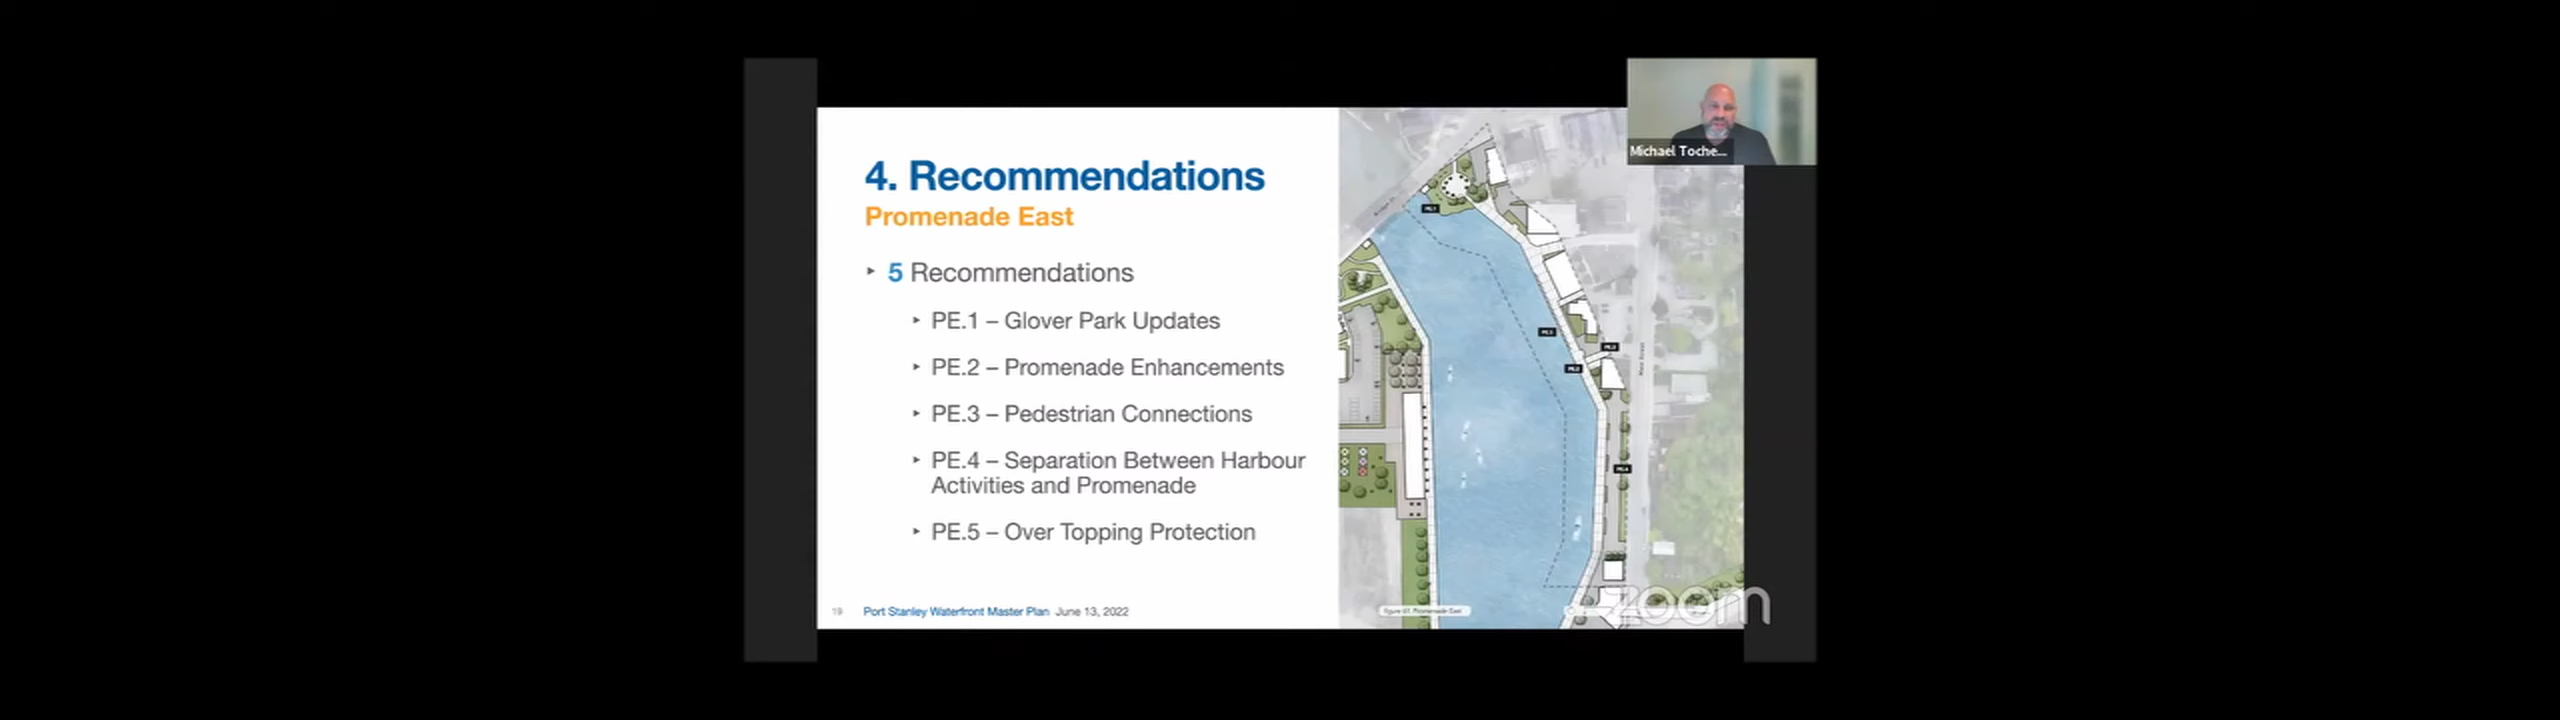 Michael Toche...
4. Recommendations
Promenade East
5 Recommendations
PE.1 – Glover Park Updates
PE.2 – Promenade Enhancements
PE.3 – Pedestrian Connections
PE.4 – Separation Between Harbour
Activities and Promenade
PE.5 – Over Topping Protection
19 Port Stanley Waterfront Master Plan June 13, 2022
zoom